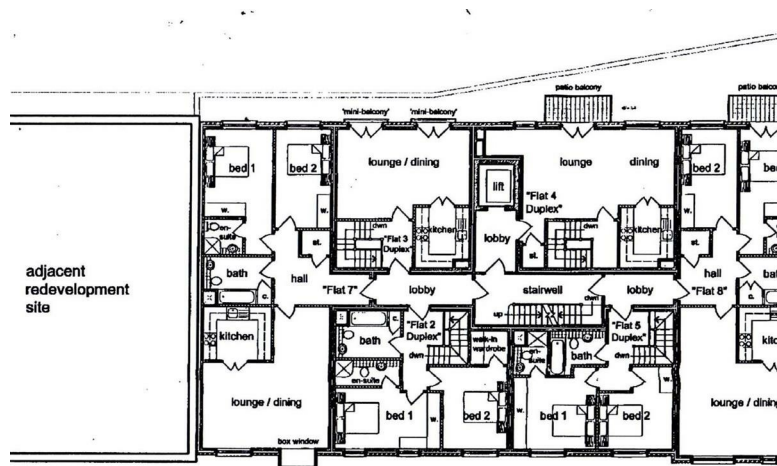 patio balcony
patio balcony
'mini-balcony'
'mini-balcony'
bed 1
bed 2
lounge / dining
lounge
dining
bed 2
bed
lift
"Flat 4
Duplex"
w.
w.
w.
en-
suite
dwn
"Flat 3
Duplex"
kitchen
dwn
kitchen
lobby
st.
st.
st.
adjacent
redevelopment
site
bath
hall
"Flat 7"
lobby
stairwell
dwn
lobby
hall
"Flat 8"
bat
c.
c.
up
kitchen
"Flat 2
Duplex"
bath
c.
dwn
walk-in
wardrobe
en-
suite
bath
"Flat 5
Duplex"
dwn
kitc
en-suite
lounge / dining
bed 1
w.
bed 2
w.
bed 1
bed 2
w.
lounge / din
box window